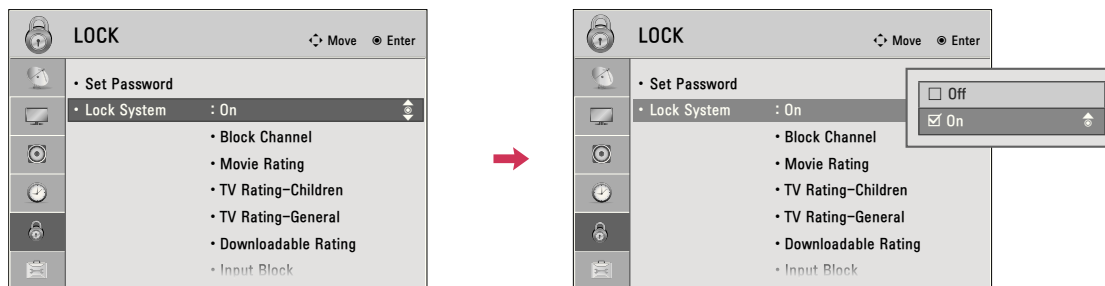 LOCK Move Enter
• Set Password
• Lock System : On
• Block Channel
• Movie Rating
• TV Rating-Children
• TV Rating-General
• Downloadable Rating
• Input Block
LOCK Move Enter
• Set Password
• Lock System : On
• Block Channel
• Movie Rating
• TV Rating-Children
• TV Rating-General
• Downloadable Rating
• Input Block
Off
On